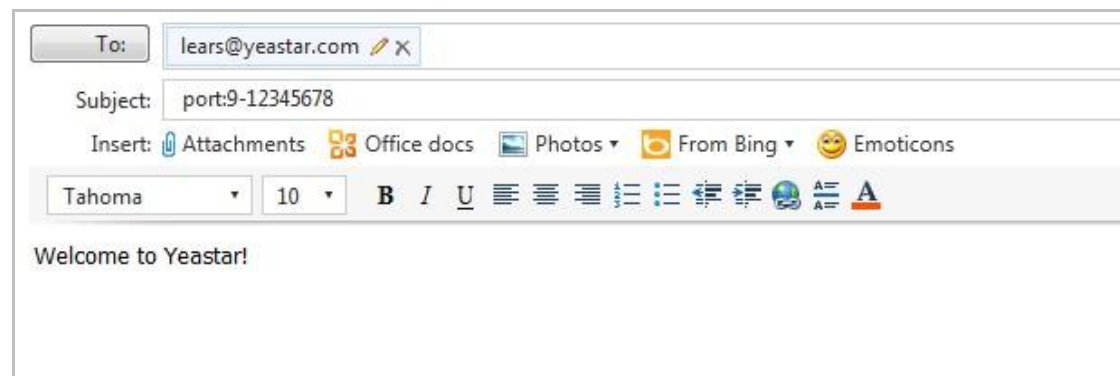 To: lears@yeastar.com
Subject: port:9-12345678
Insert: Attachments Office docs Photos From Bing Emoticons
Tahoma 10 B I U A
Welcome to Yeastar!